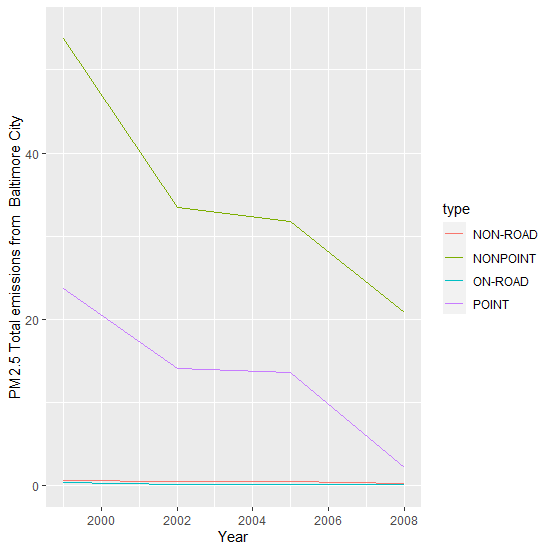 PM2.5 Total emissions from  Baltimore City
40
20
0
2000 2002 2004 2006 2008
Year
type
NON-ROAD
NONPOINT
ON-ROAD
POINT